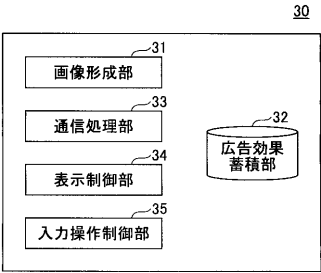 30
31
画像形成部
33
通信処理部
32
広告効果
蓄積部
34
表示制御部
35
入力操作制御部